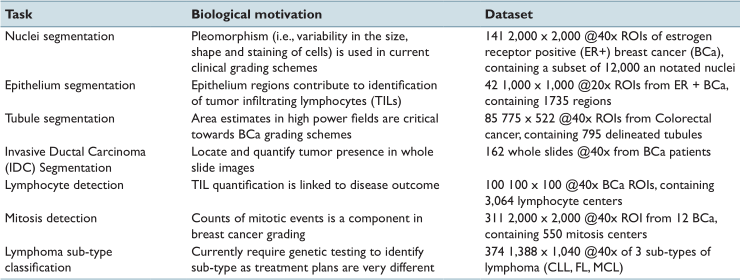 Task Biological motivation Dataset
Nuclei segmentation Pleomorphism (i.e., variability in the size, 141 2,000 x 2,000 @40x ROIs of estrogen
shape and staining of cells) is used in current receptor positive (ER+) breast cancer (BCa),
clinical grading schemes containing a subset of 12,000 an notated nuclei
Epithelium segmentation Epithelium regions contribute to identification 42 1,000 x 1,000 @20x ROIs from ER + BCa,
of tumor infiltrating lymphocytes (TILs) containing 1735 regions
Tubule segmentation Area estimates in high power fields are critical 85 775 x 522 @40x ROIs from Colorectal
towards BCa grading schemes cancer, containing 795 delineated tubules
Invasive Ductal Carcinoma Locate and quantify tumor presence in whole 162 whole slides @40x from BCa patients
(IDC) Segmentation slide images
Lymphocyte detection TIL quantification is linked to disease outcome 100 100 x 100 @40x BCa ROIs, containing
3,064 lymphocyte centers
Mitosis detection Counts of mitotic events is a component in 311 2,000 x 2,000 @40x ROI from 12 BCa,
breast cancer grading containing 550 mitosis centers
Lymphoma sub-type Currently require genetic testing to identify 374 1,388 x 1,040 @40x of 3 sub-types of
classification sub-type as treatment plans are very different lymphoma (CLL, FL, MCL)